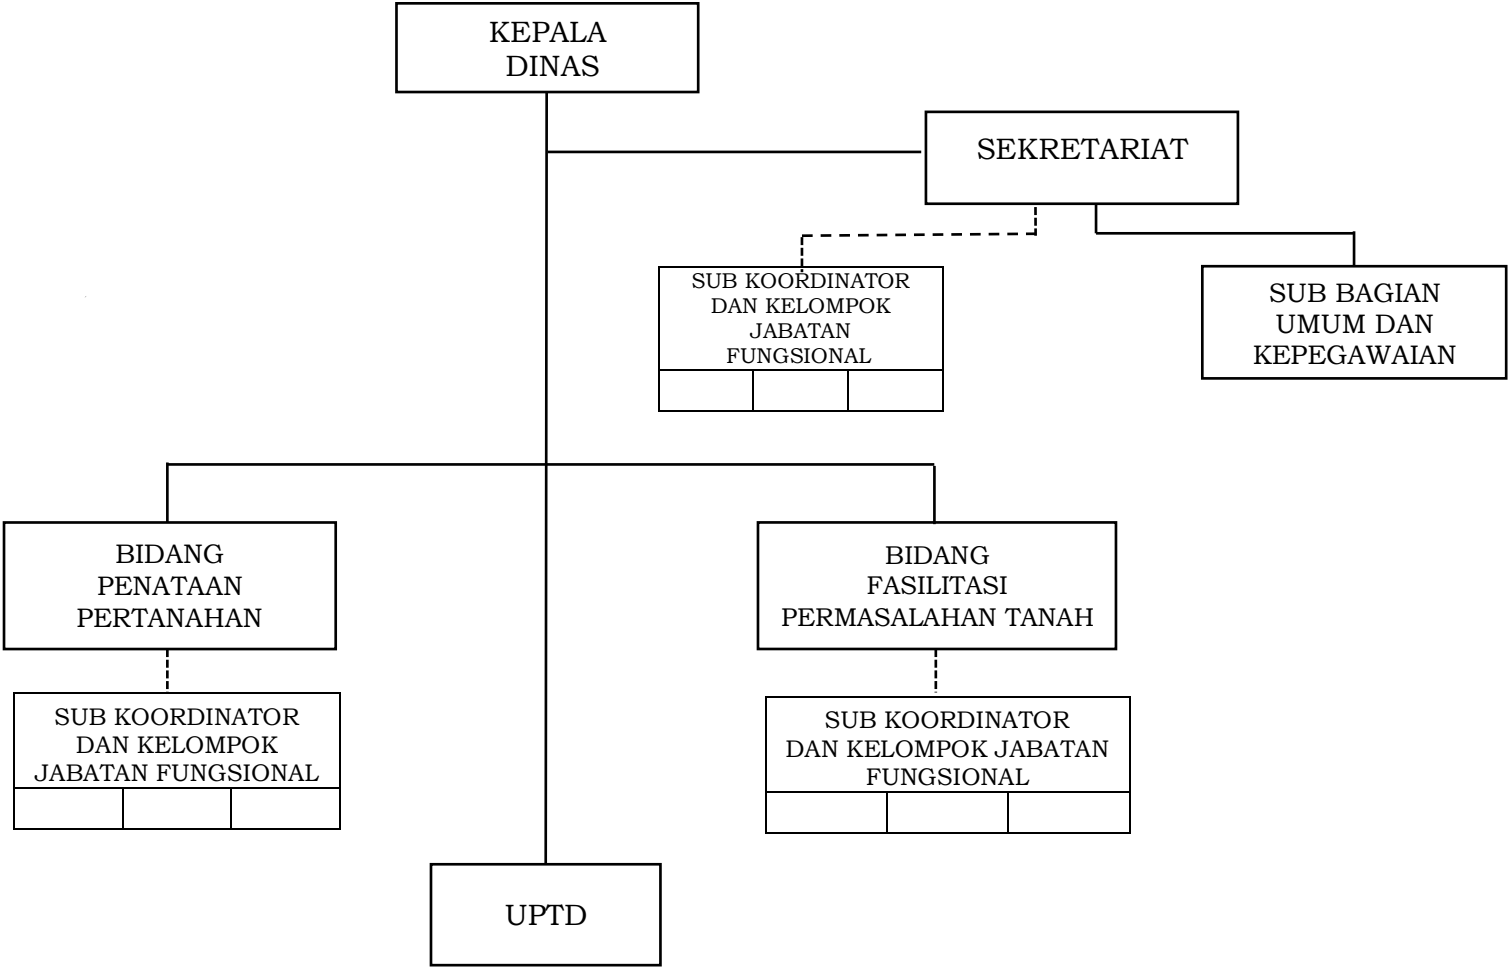 KEPALA
DINAS
SEKRETARIAT
SUB KOORDINATOR
DAN KELOMPOK
JABATAN
FUNGSIONAL
SUB BAGIAN
UMUM DAN
KEPEGAWAIAN
BIDANG
PENATAAN
PERTANAHAN
BIDANG
FASILITASI
PERMASALAHAN TANAH
SUB KOORDINATOR
DAN KELOMPOK
JABATAN FUNGSIONAL
SUB KOORDINATOR
DAN KELOMPOK JABATAN
FUNGSIONAL
UPTD